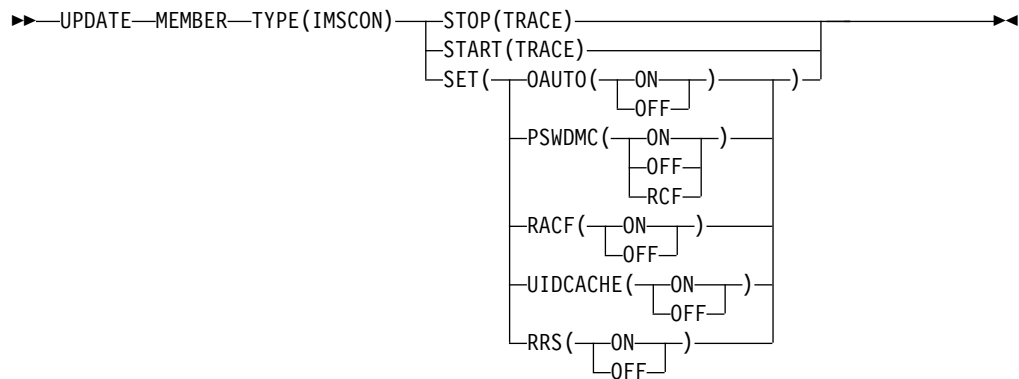 UPDATE MEMBER TYPE(IMSCON) STOP(TRACE)
START(TRACE)
SET( OAUTO( ON ) )
OFF
PSWDMC( ON )
OFF
RCF
RACF( ON )
OFF
UIDCACHE( ON )
OFF
RRS( ON )
OFF